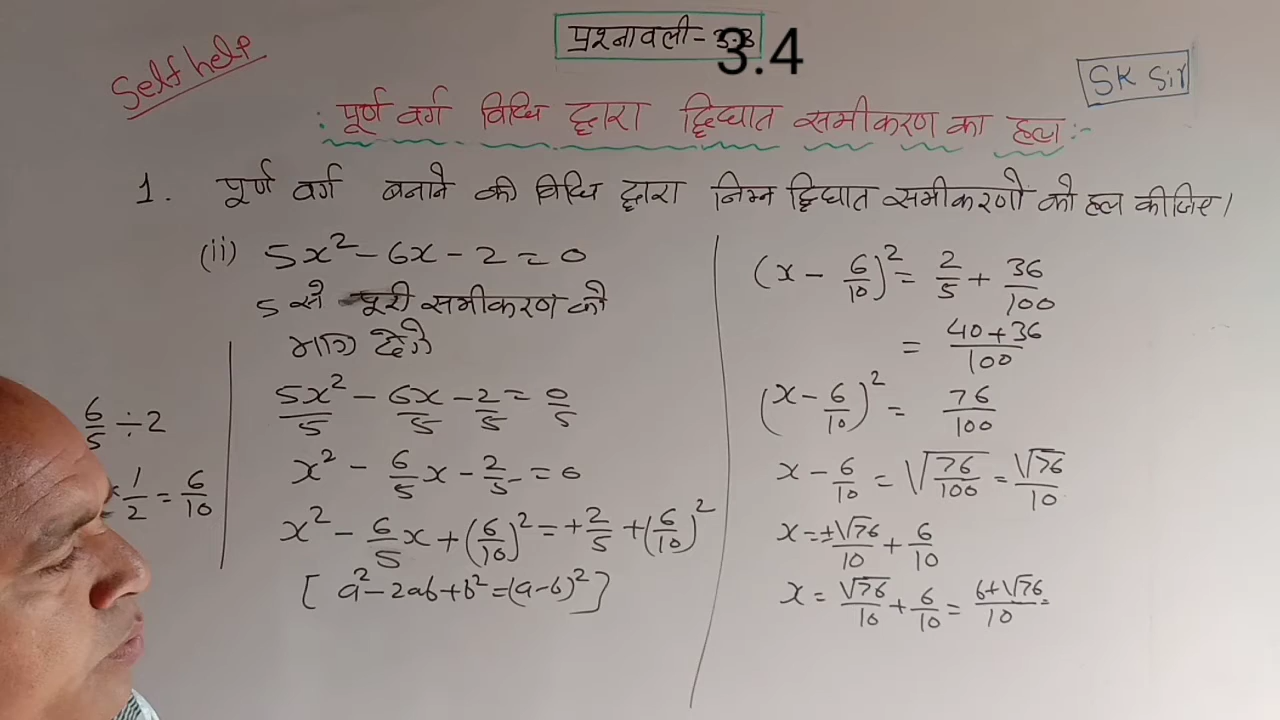 प्रश्नावली - 3.3
3.4
Self help
SK Sir
:पूर्ण वर्ग विधि द्वारा द्विघात समीकरण का हल:-
1. पूर्ण वर्ग बनाने की विधि द्वारा निम्न द्विघात समीकरणों को हल कीजिए।
(ii) 5x² - 6x - 2 = 0
5 से पूरी समीकरण को
भाग देंगे
5x²/5 - 6x/5 - 2/5 = 0/5
x² - 6/5 x - 2/5 = 0
x² - 6/5 x + (6/10)² = + 2/5 + (6/10)²
[a² - 2ab + b² = (a-b)²]
6/5 ÷ 2
× 1/2 = 6/10
(x - 6/10)² = 2/5 + 36/100
= 40+36/100
(x - 6/10)² = 76/100
x - 6/10 = √76/100 = √76/10
x = ±√76/10 + 6/10
x = √76/10 + 6/10 = 6+√76/10 =